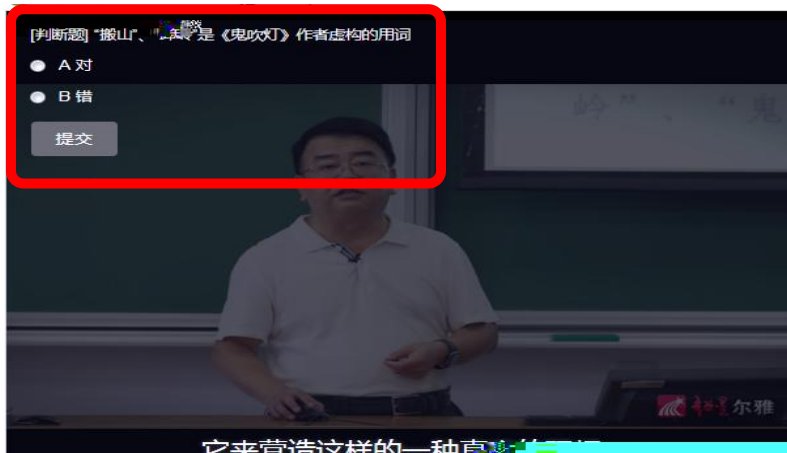 [判断题] "搬山"、"是《鬼吹灯》作者虚构的用词
A 对
B 错
提交
岭"、"鬼
尔雅
它来营造这样的一种真